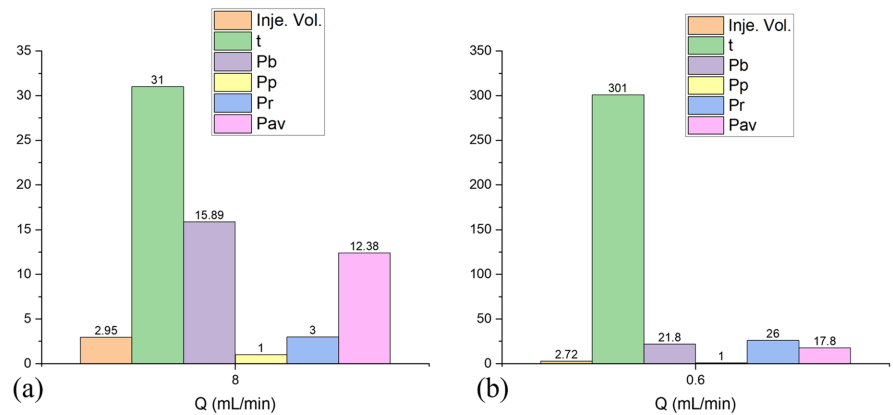 Inje. Vol.
t
Pb
Pp
Pr
Pav
35
30
25
20
15
10
5
0
2.95
31
15.89
1
3
12.38
8
Q (mL/min)
(a)
Inje. Vol.
t
Pb
Pp
Pr
Pav
350
300
250
200
150
100
50
0
2.72
301
21.8
1
26
17.8
0.6
Q (mL/min)
(b)